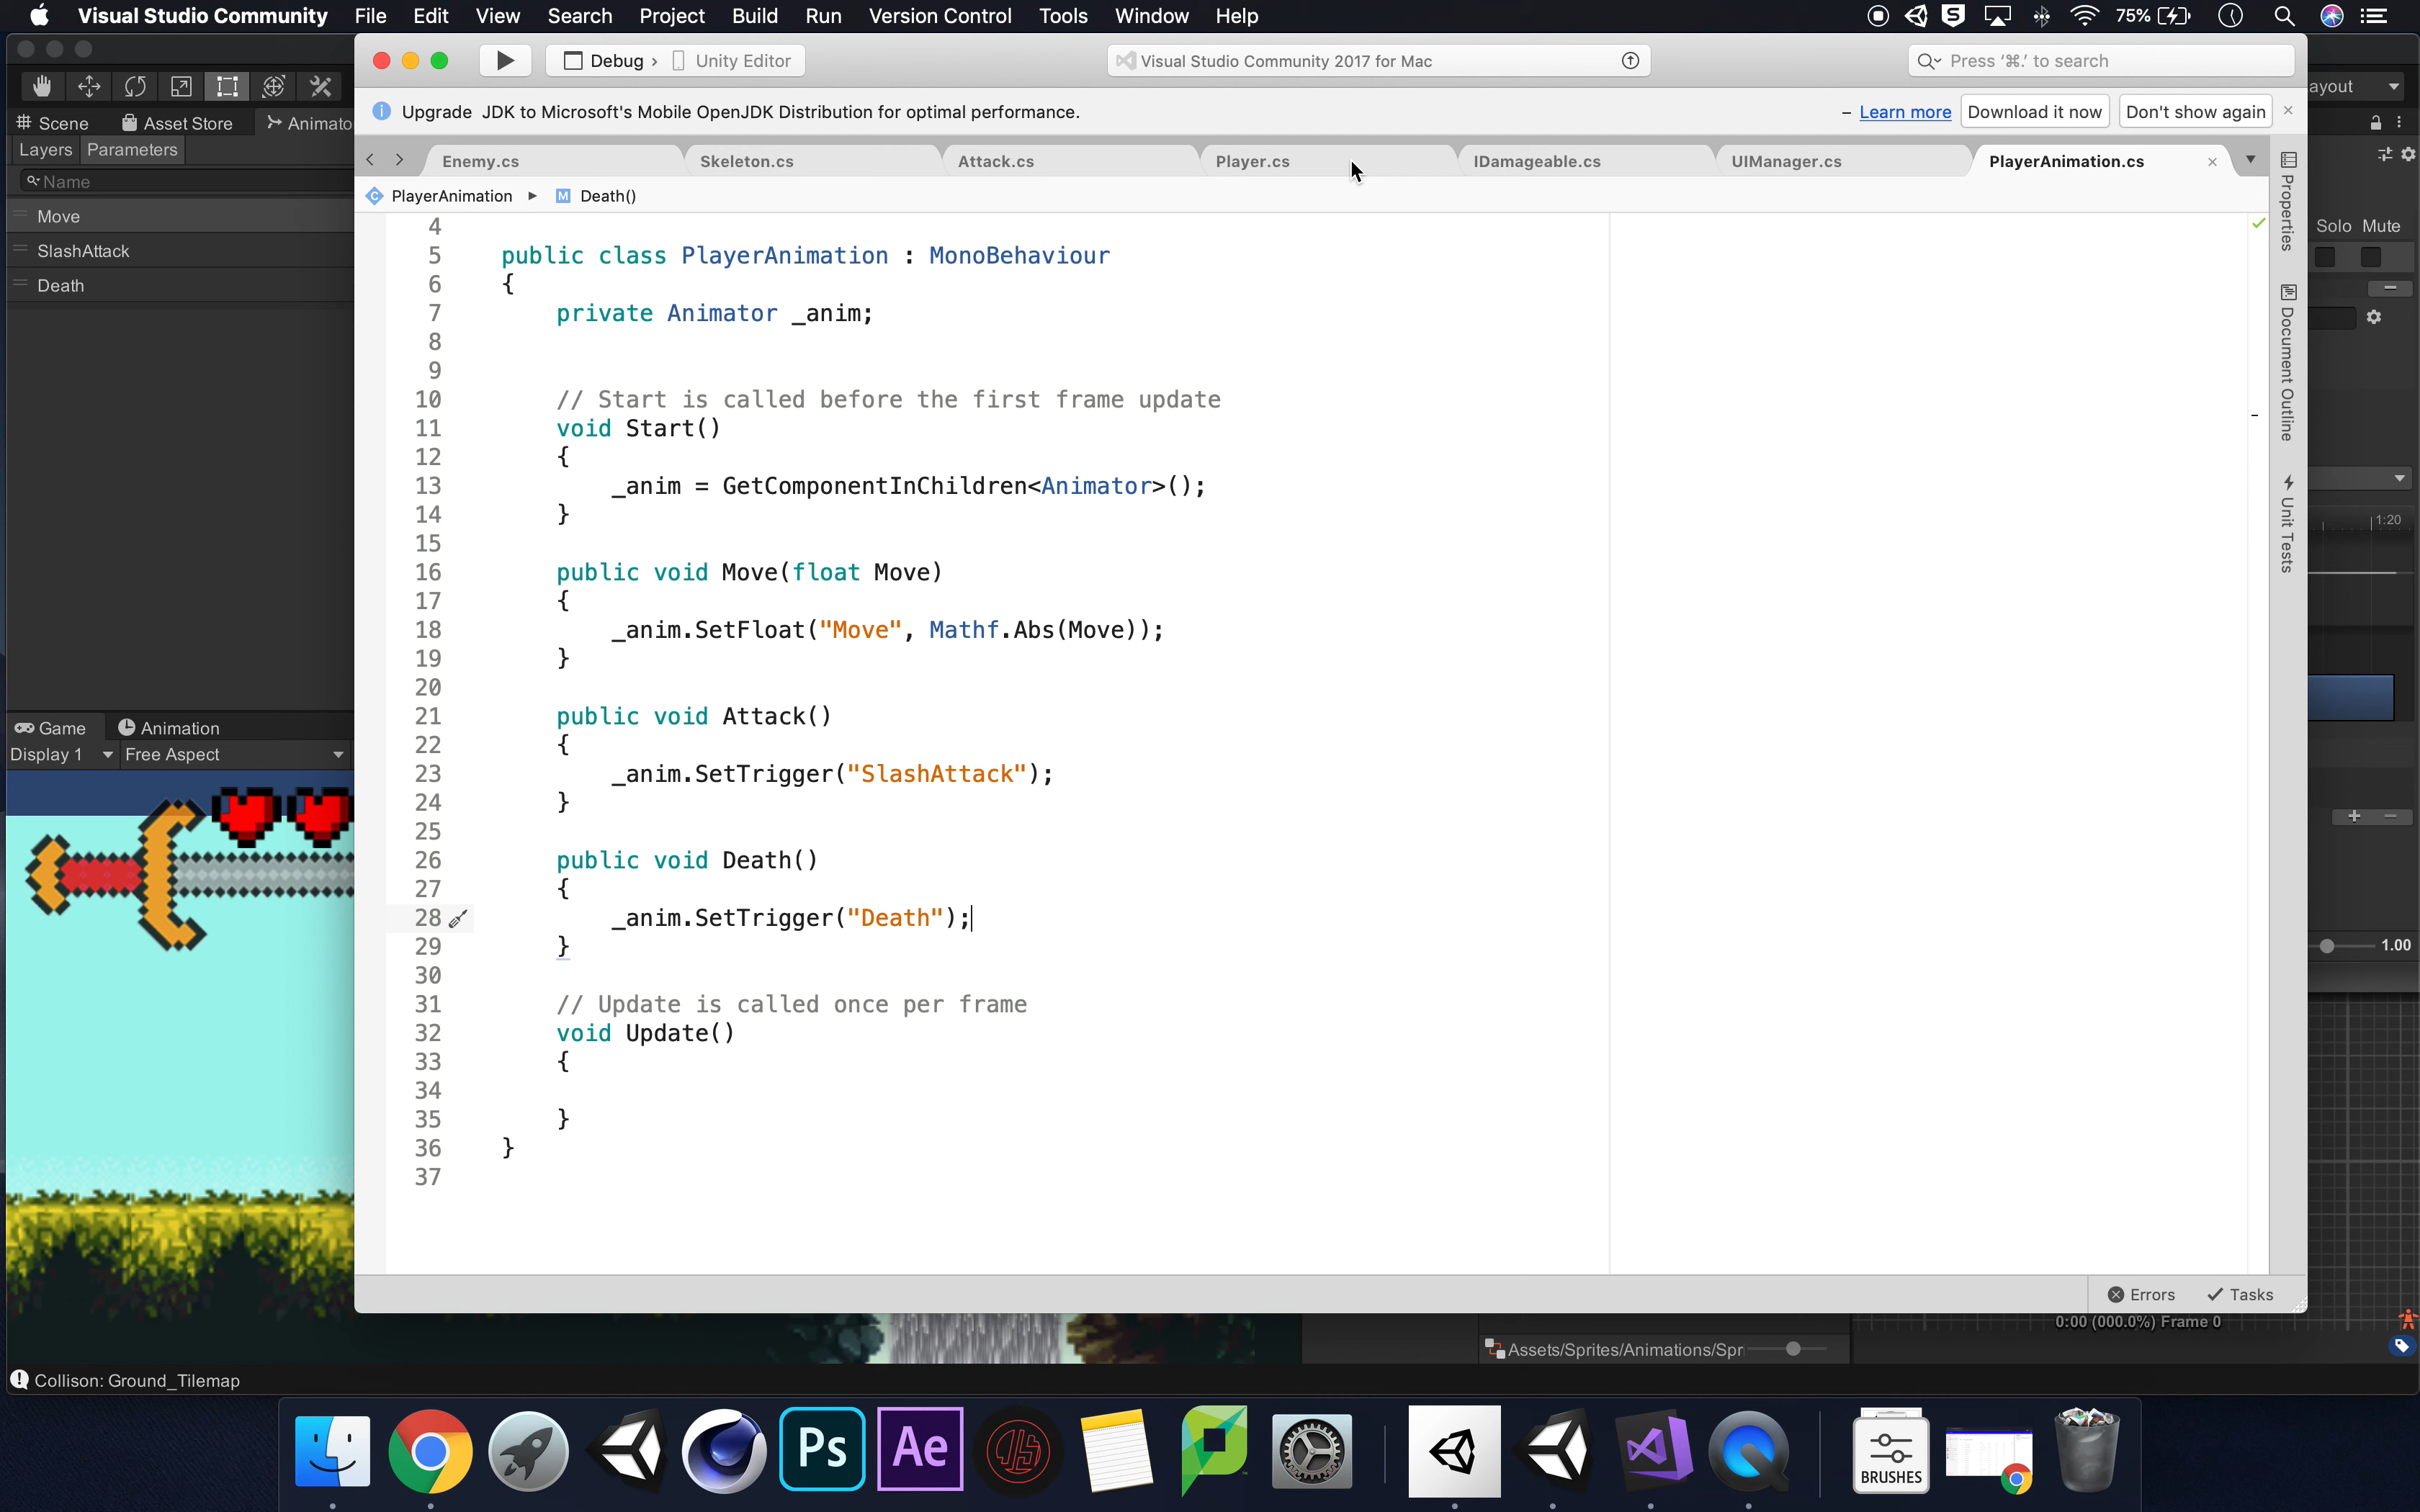 Visual Studio Community File Edit View Search Project Build Run Version Control Tools Window Help 75%
Debug › Unity Editor
Visual Studio Community 2017 for Mac
Press ‘⌘.’ to search
Upgrade JDK to Microsoft's Mobile OpenJDK Distribution for optimal performance.
– Learn more Download it now Don't show again
Scene Asset Store Animato
ayout
Layers Parameters
Name
Move
SlashAttack
Death
Enemy.cs Skeleton.cs Attack.cs Player.cs IDamageable.cs UIManager.cs PlayerAnimation.cs
PlayerAnimation Death()
4
5 public class PlayerAnimation : MonoBehaviour
6 {
7 private Animator _anim;
8
9
10 // Start is called before the first frame update
11 void Start()
12 {
13 _anim = GetComponentInChildren<Animator>();
14 }
15
16 public void Move(float Move)
17 {
18 _anim.SetFloat("Move", Mathf.Abs(Move));
19 }
20
21 public void Attack()
22 {
23 _anim.SetTrigger("SlashAttack");
24 }
25
26 public void Death()
27 {
28 _anim.SetTrigger("Death");
29 }
30
31 // Update is called once per frame
32 void Update()
33 {
34
35 }
36 }
37
Properties
Document Outline
Unit Tests
Solo Mute
1:20
1.00
Game Animation
Display 1 Free Aspect
Errors Tasks
0:00 (000.0%) Frame 0
Assets/Sprites/Animations/Spr
Collison: Ground_Tilemap
Ps
Ae
BRUSHES